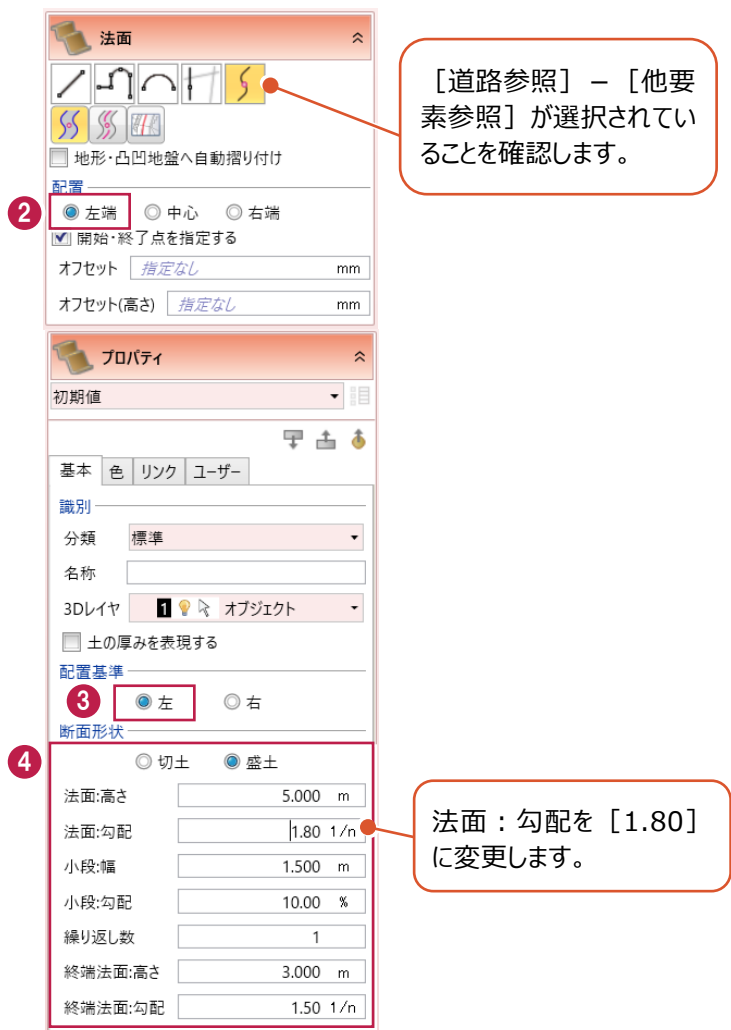 法面
［道路参照］－［他要
素参照］が選択されてい
ることを確認します。
地形･凸凹地盤へ自動摺り付け
配置
2
左端 中心 右端
開始･終了点を指定する
オフセット 指定なし mm
オフセット(高さ) 指定なし mm
プロパティ
初期値
基本 色 リンク ユーザー
識別
分類 標準
名称
3Dレイヤ 1 オブジェクト
土の厚みを表現する
配置基準
3 左 右
断面形状
4
切土 盛土
法面:高さ 5.000 m
法面:勾配 1.80 1/n
法面：勾配を［1.80］
に変更します。
小段:幅 1.500 m
小段:勾配 10.00 %
繰り返し数 1
終端法面:高さ 3.000 m
終端法面:勾配 1.50 1/n